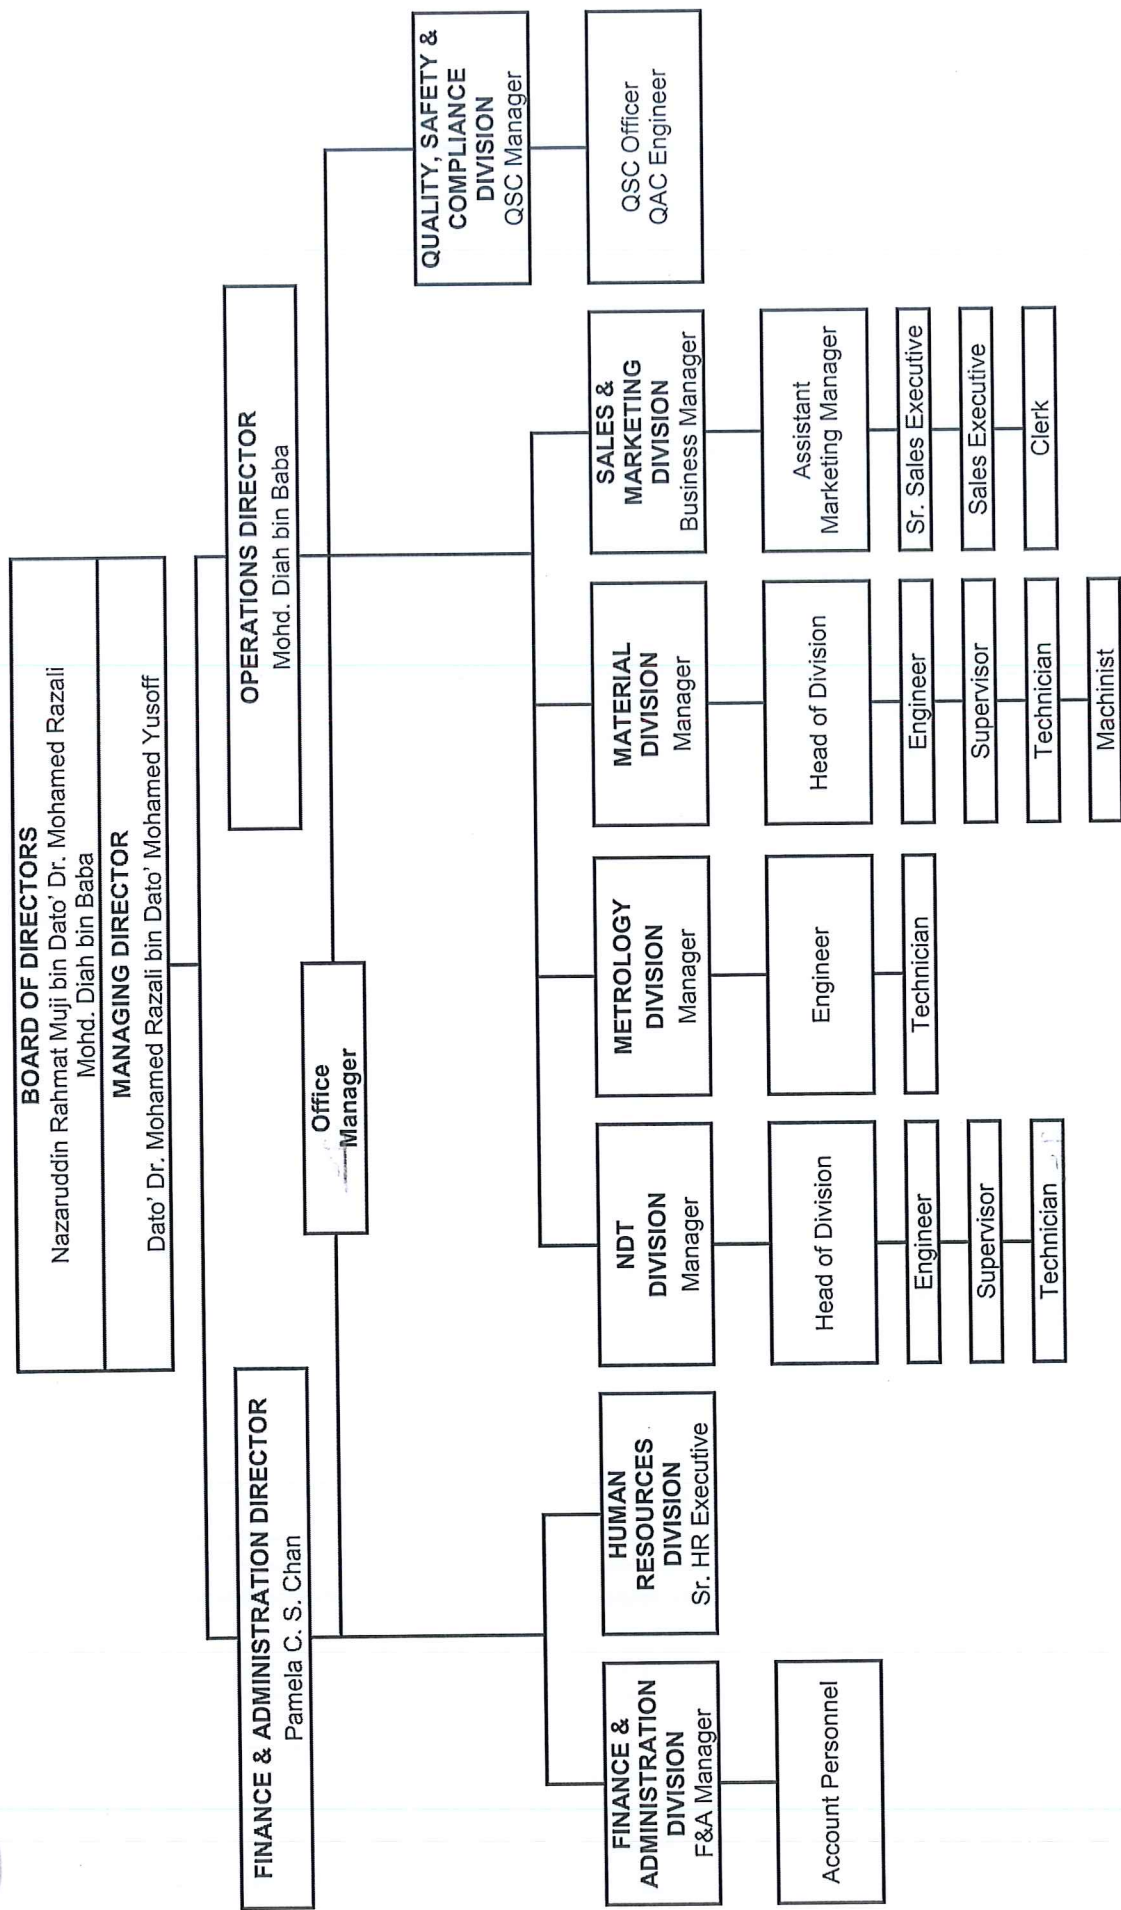 BOARD OF DIRECTORS
Nazaruddin Rahmat Muji bin Dato' Dr. Mohamed Razali
Mohd. Diah bin Baba
MANAGING DIRECTOR
Dato' Dr. Mohamed Razali bin Dato' Mohamed Yusoff
FINANCE & ADMINISTRATION DIRECTOR
Pamela C. S. Chan
OPERATIONS DIRECTOR
Mohd. Diah bin Baba
Office
Manager
QUALITY, SAFETY &
COMPLIANCE
DIVISION
QSC Manager
QSC Officer
QAC Engineer
FINANCE &
ADMINISTRATION
DIVISION
F&A Manager
Account Personnel
HUMAN
RESOURCES
DIVISION
Sr. HR Executive
NDT
DIVISION
Manager
Head of Division
Engineer
Supervisor
Technician
METROLOGY
DIVISION
Manager
Engineer
Technician
MATERIAL
DIVISION
Manager
Head of Division
Engineer
Supervisor
Technician
Machinist
SALES &
MARKETING
DIVISION
Business Manager
Assistant
Marketing Manager
Sr. Sales Executive
Sales Executive
Clerk